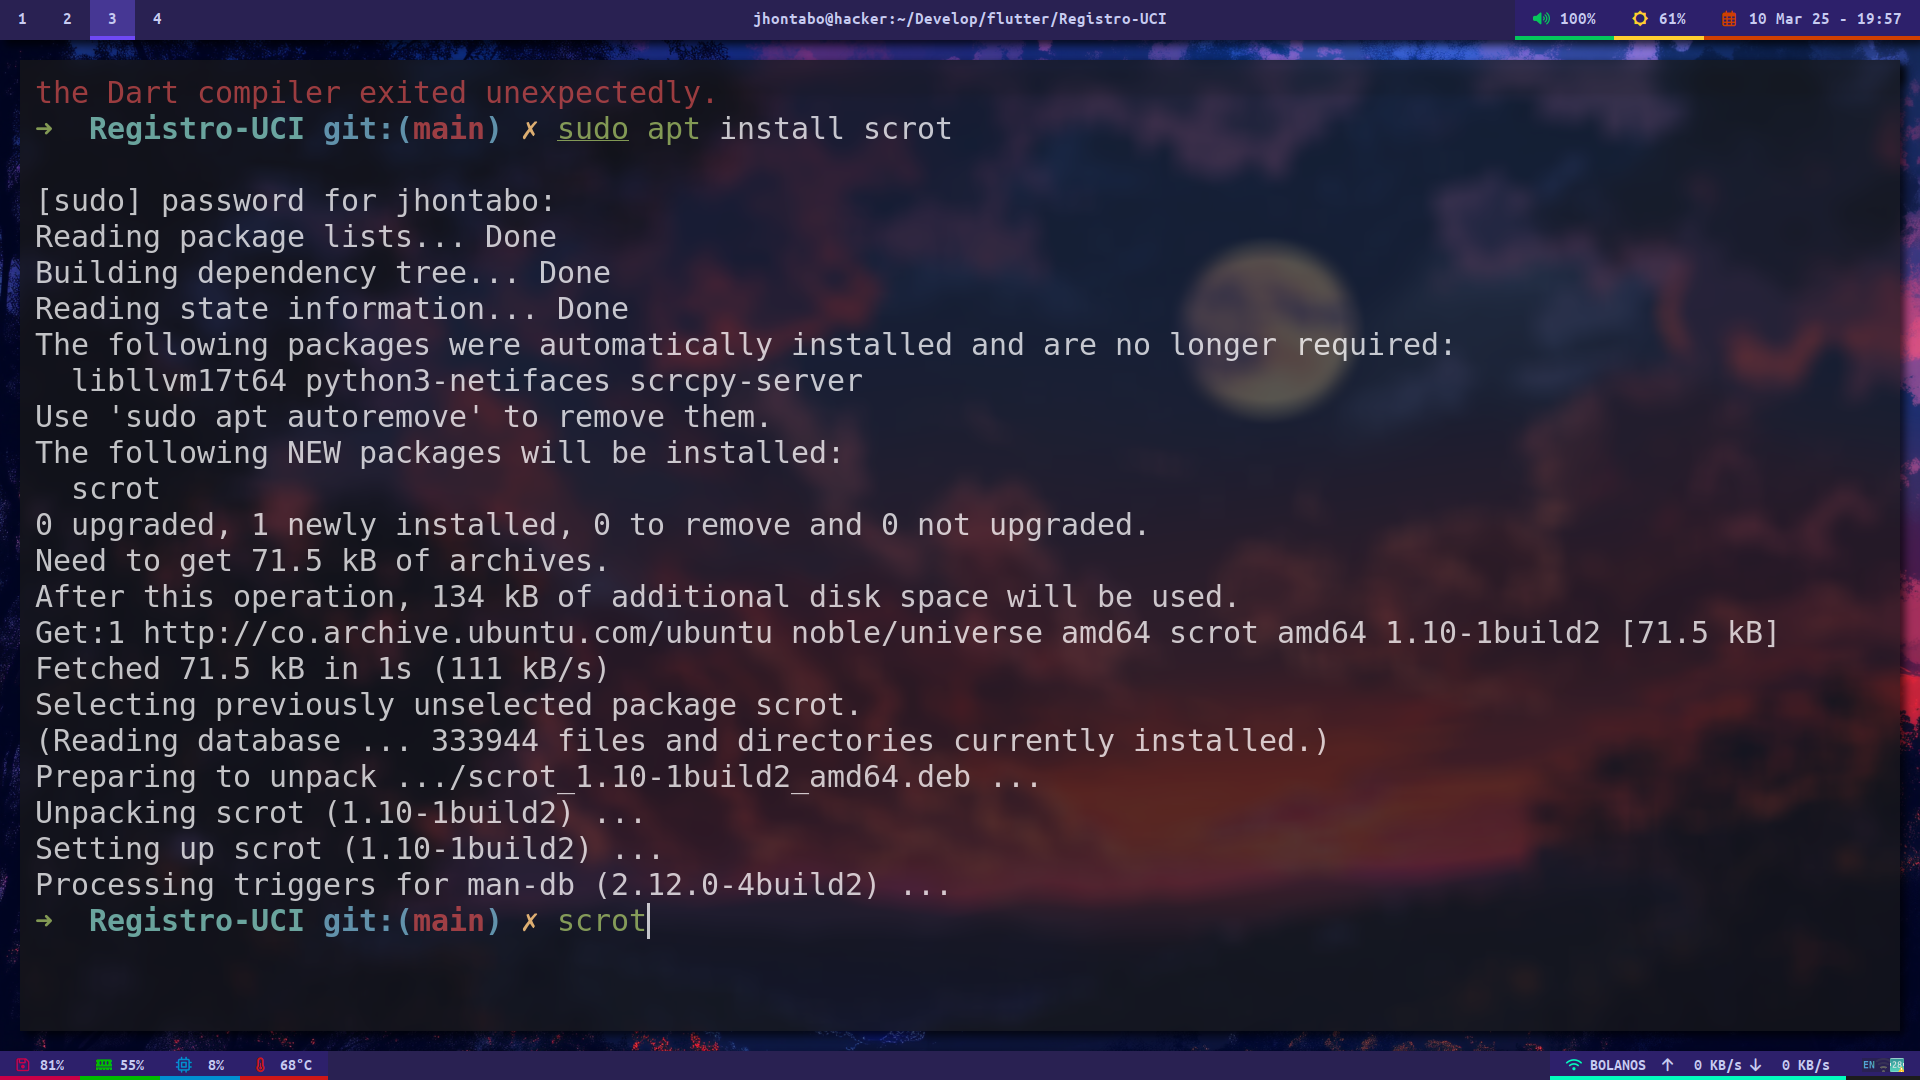 1 2 3 4 jhontabo@hacker:~/Develop/flutter/Registro-UCI 100% 61% 10 Mar 25 - 19:57
the Dart compiler exited unexpectedly.
➜  Registro-UCI git:(main) ✗ sudo apt install scrot
[sudo] password for jhontabo:
Reading package lists... Done
Building dependency tree... Done
Reading state information... Done
The following packages were automatically installed and are no longer required:
  libllvm17t64 python3-netifaces scrcpy-server
Use 'sudo apt autoremove' to remove them.
The following NEW packages will be installed:
  scrot
0 upgraded, 1 newly installed, 0 to remove and 0 not upgraded.
Need to get 71.5 kB of archives.
After this operation, 134 kB of additional disk space will be used.
Get:1 http://co.archive.ubuntu.com/ubuntu noble/universe amd64 scrot amd64 1.10-1build2 [71.5 kB]
Fetched 71.5 kB in 1s (111 kB/s)
Selecting previously unselected package scrot.
(Reading database ... 333944 files and directories currently installed.)
Preparing to unpack .../scrot_1.10-1build2_amd64.deb ...
Unpacking scrot (1.10-1build2) ...
Setting up scrot (1.10-1build2) ...
Processing triggers for man-db (2.12.0-4build2) ...
➜  Registro-UCI git:(main) ✗ scrot
81% 55% 8% 68°C BOLANOS ↑ 0 KB/s ↓ 0 KB/s EN